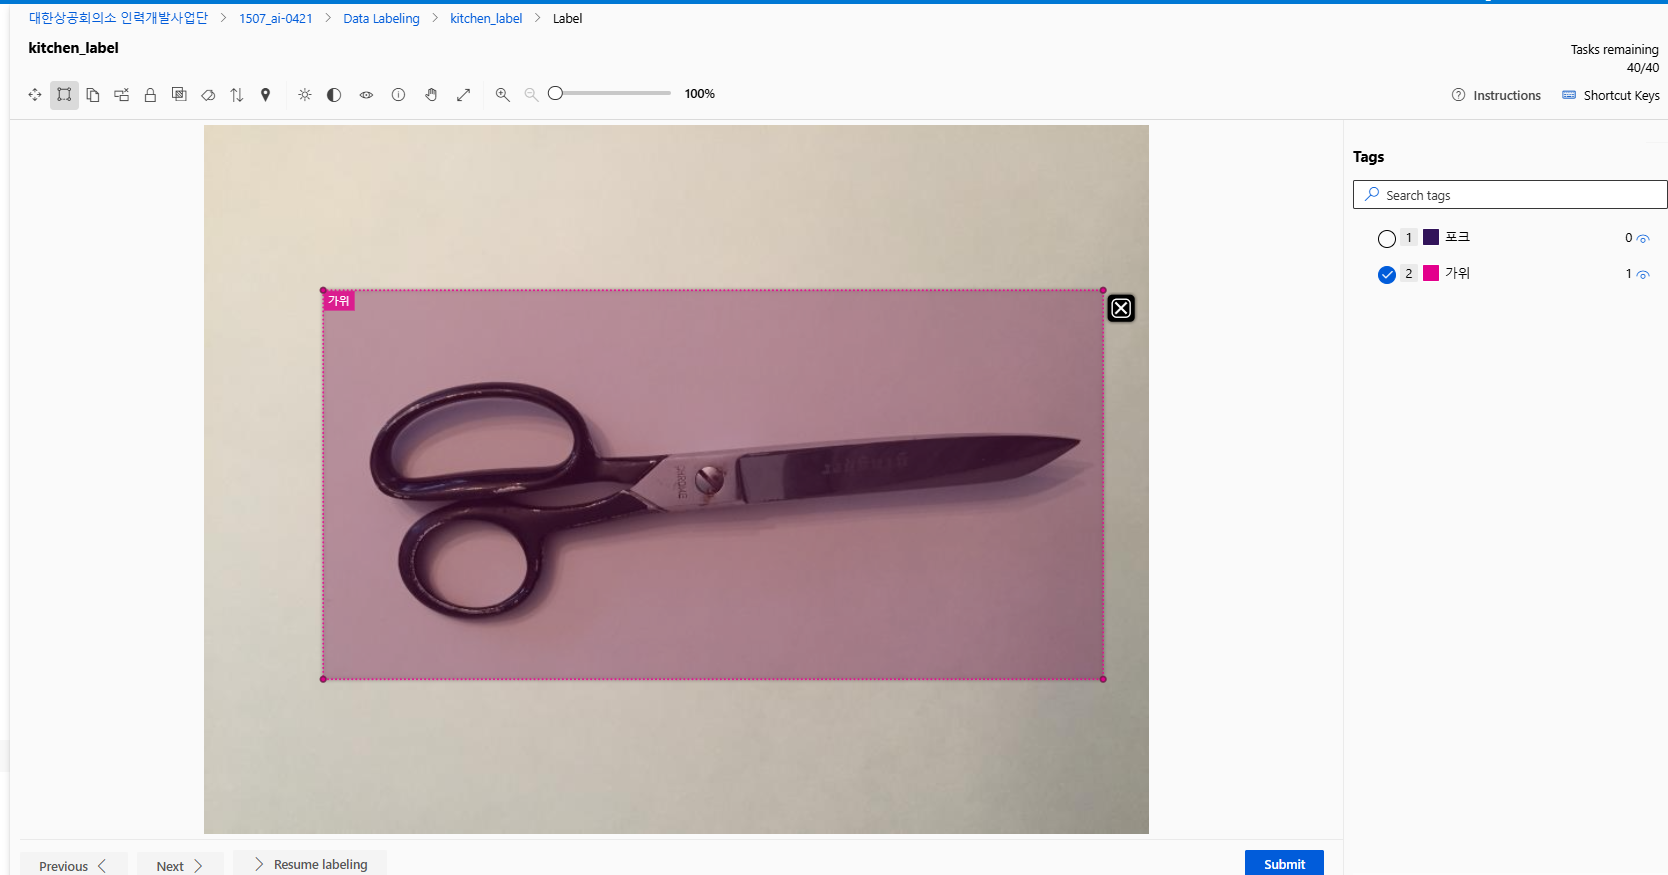 대한상공회의소 인력개발사업단 > 1507_ai-0421 > Data Labeling > kitchen_label > Label
kitchen_label
Tasks remaining
40/40
100%
Instructions
Shortcut Keys
Tags
Search tags
1 포크 0
2 가위 1
가위
CHROME
Previous
Next
Resume labeling
Submit